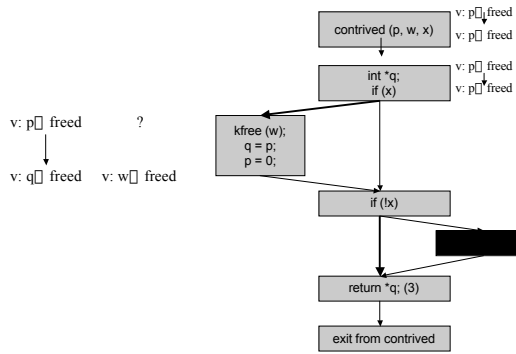 contrived (p, w, x)
v: p▯ freed
v: p▯ freed
int *q;
if (x)
v: p▯ freed
v: p▯ freed
v: p▯ freed ?
v: q▯ freed v: w▯ freed
kfree (w);
q = p;
p = 0;
if (!x)
return *q; (3)
exit from contrived